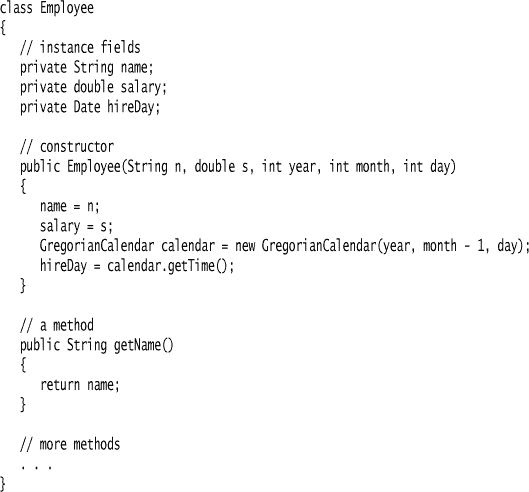 class Employee
{
   // instance fields
   private String name;
   private double salary;
   private Date hireDay;

   // constructor
   public Employee(String n, double s, int year, int month, int day)
   {
      name = n;
      salary = s;
      GregorianCalendar calendar = new GregorianCalendar(year, month - 1, day);
      hireDay = calendar.getTime();
   }

   // a method
   public String getName()
   {
      return name;
   }

   // more methods
   . . .
}